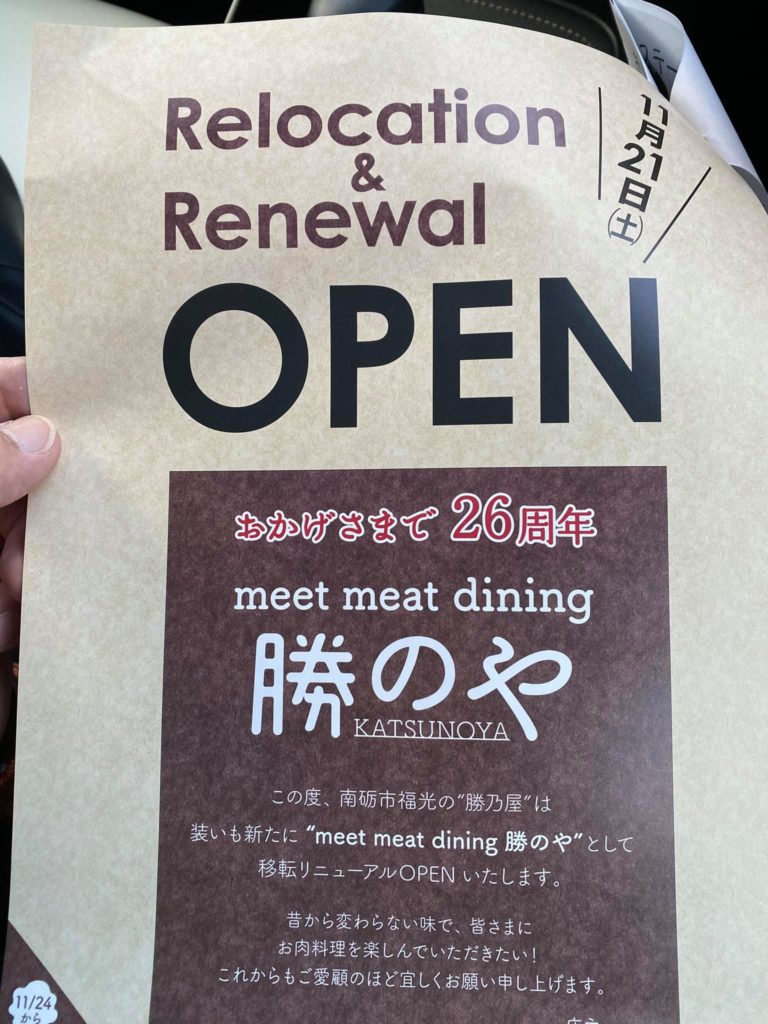 Relocation
&
Renewal
11月21日(土)
OPEN
おかげさまで 26周年
meet meat dining
勝のや
KATSUNOYA
この度、南砺市福光の“勝乃屋”は
装いも新たに “meet meat dining 勝のや”として
移転リニューアルOPEN いたします。
昔から変わらない味で、皆さまに
お肉料理を楽しんでいただきたい！
これからもご愛顧のほど宜しくお願い申し上げます。
11/24
から